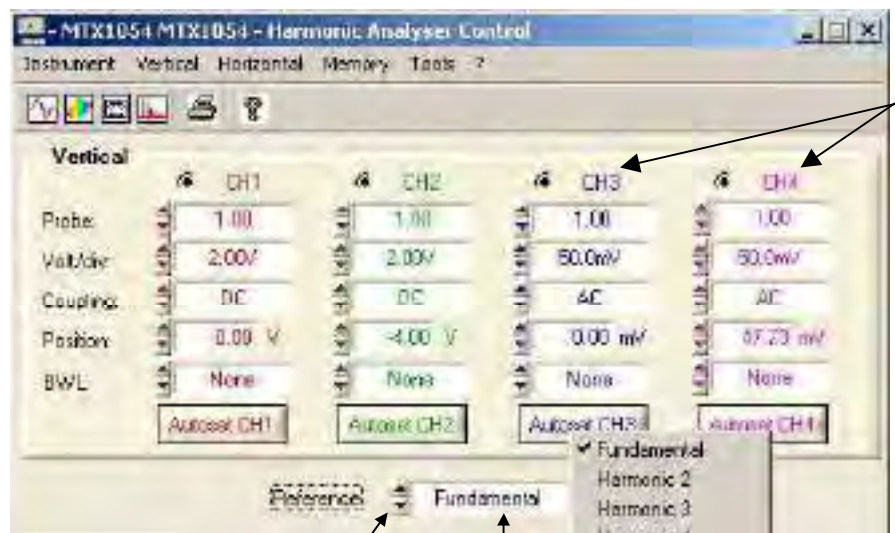 - MTX1054 MTX1054 - Harmonic Analyser Control
Instrument Vertical Horizontal Memory Tools ?
Vertical
CH1 CH2 CH3 CH4
Probe: 1.00 1.00 1.00 1.00
Volt/div: 2.00V 2.00V 50.0mV 50.0mV
Coupling: DC DC AC AC
Position: 0.00 V -4.00 V 0.00 mV mV
BWL: None None None None
Autoset CH1 Autoset CH2 Autoset CH3 Autoset CH4
Fundamental
Harmonic 2
Reference Fundamental
Harmonic 3